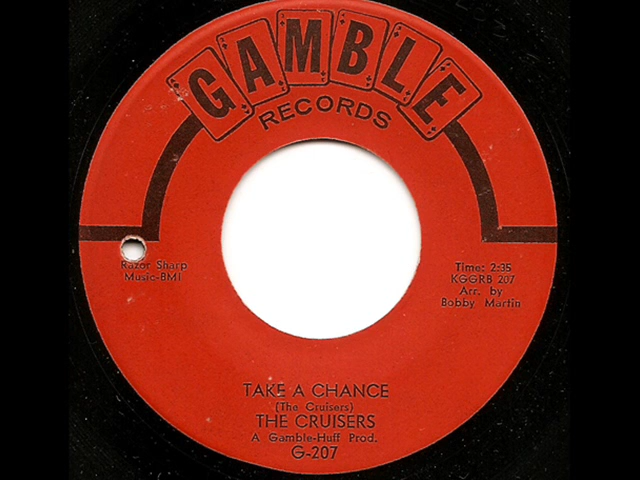 GAMBLE
RECORDS
Razor Sharp
Music-BMI
Time: 2:35
KGGRB 207
Arr. by
Bobby Martin
TAKE A CHANCE
(The Cruisers)
THE CRUISERS
A Gamble-Huff Prod.
G-207